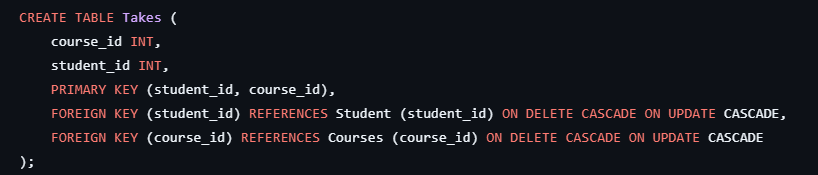 CREATE TABLE Takes (
course_id INT,
student_id INT,
PRIMARY KEY (student_id, course_id),
FOREIGN KEY (student_id) REFERENCES Student (student_id) ON DELETE CASCADE ON UPDATE CASCADE,
FOREIGN KEY (course_id) REFERENCES Courses (course_id) ON DELETE CASCADE ON UPDATE CASCADE
);